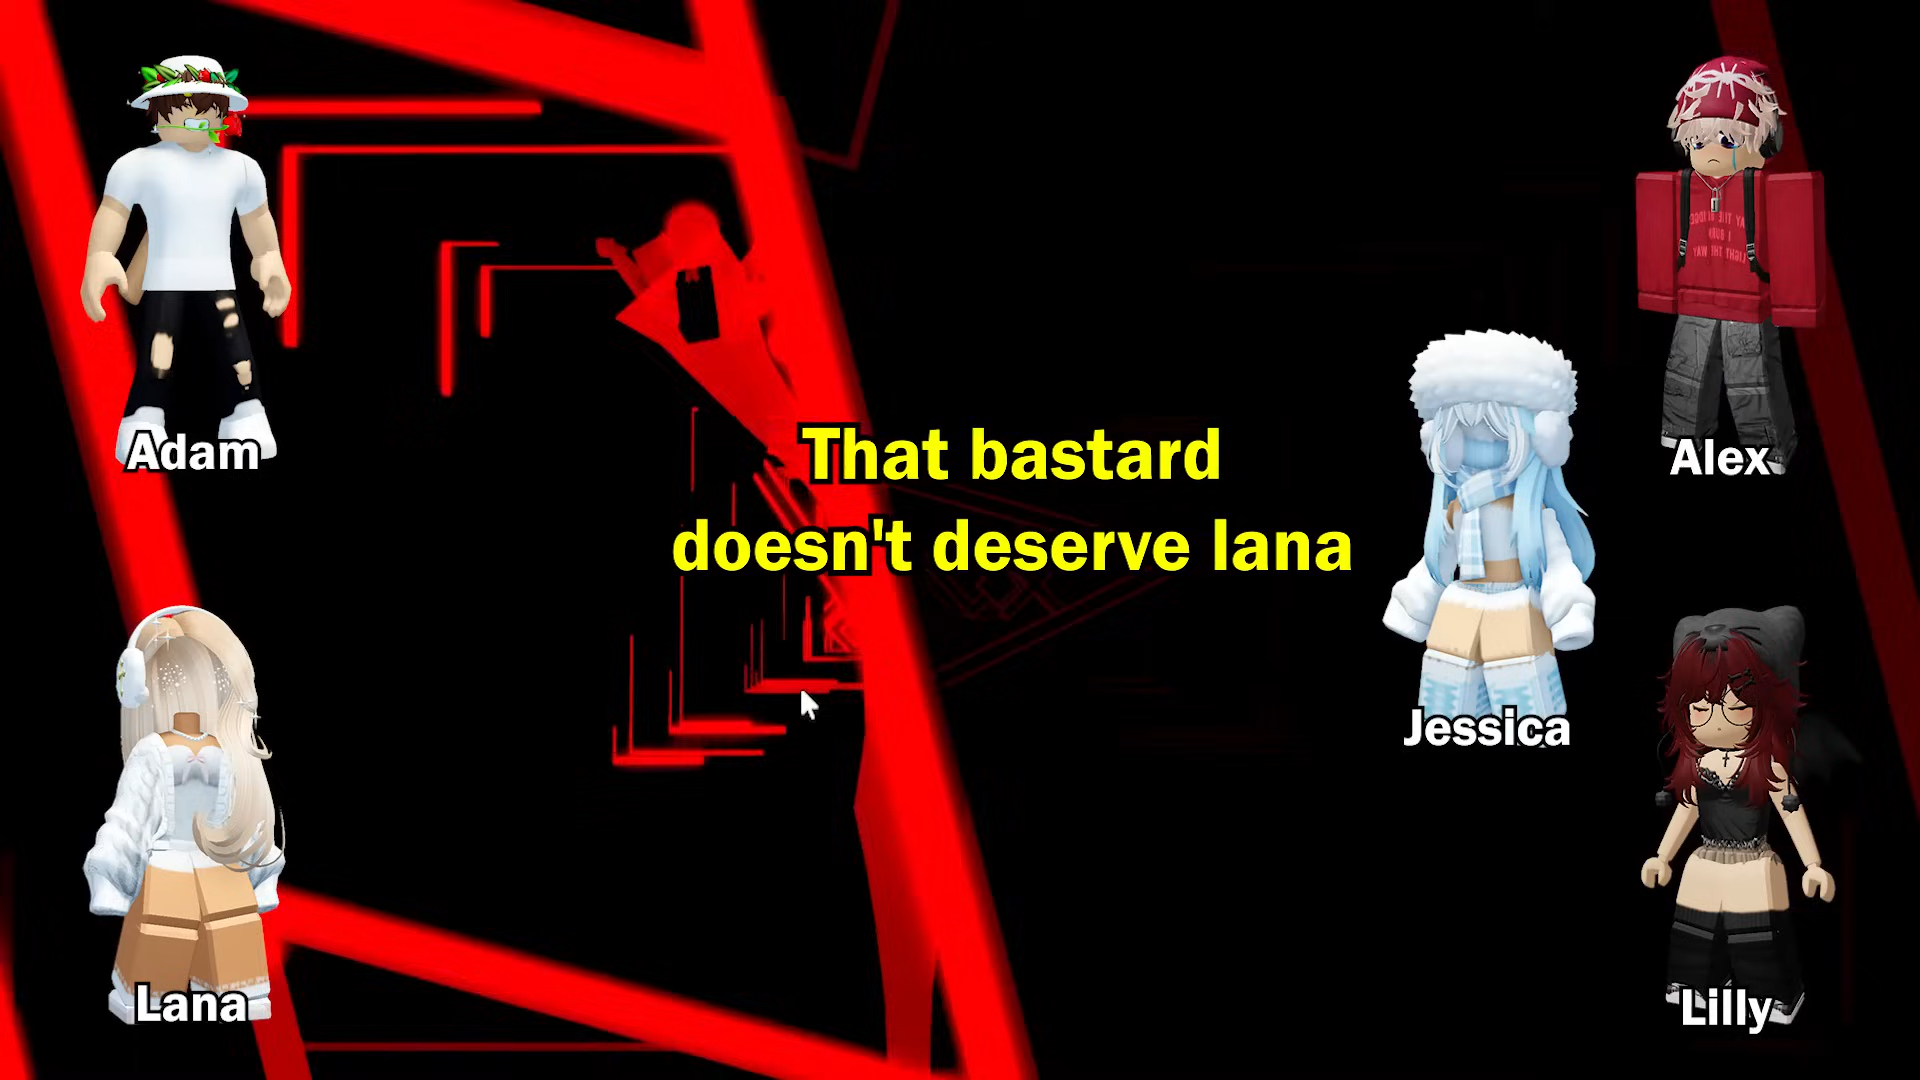 Adam
Alex
That bastard
doesn't deserve lana
Jessica
Lana
Lilly